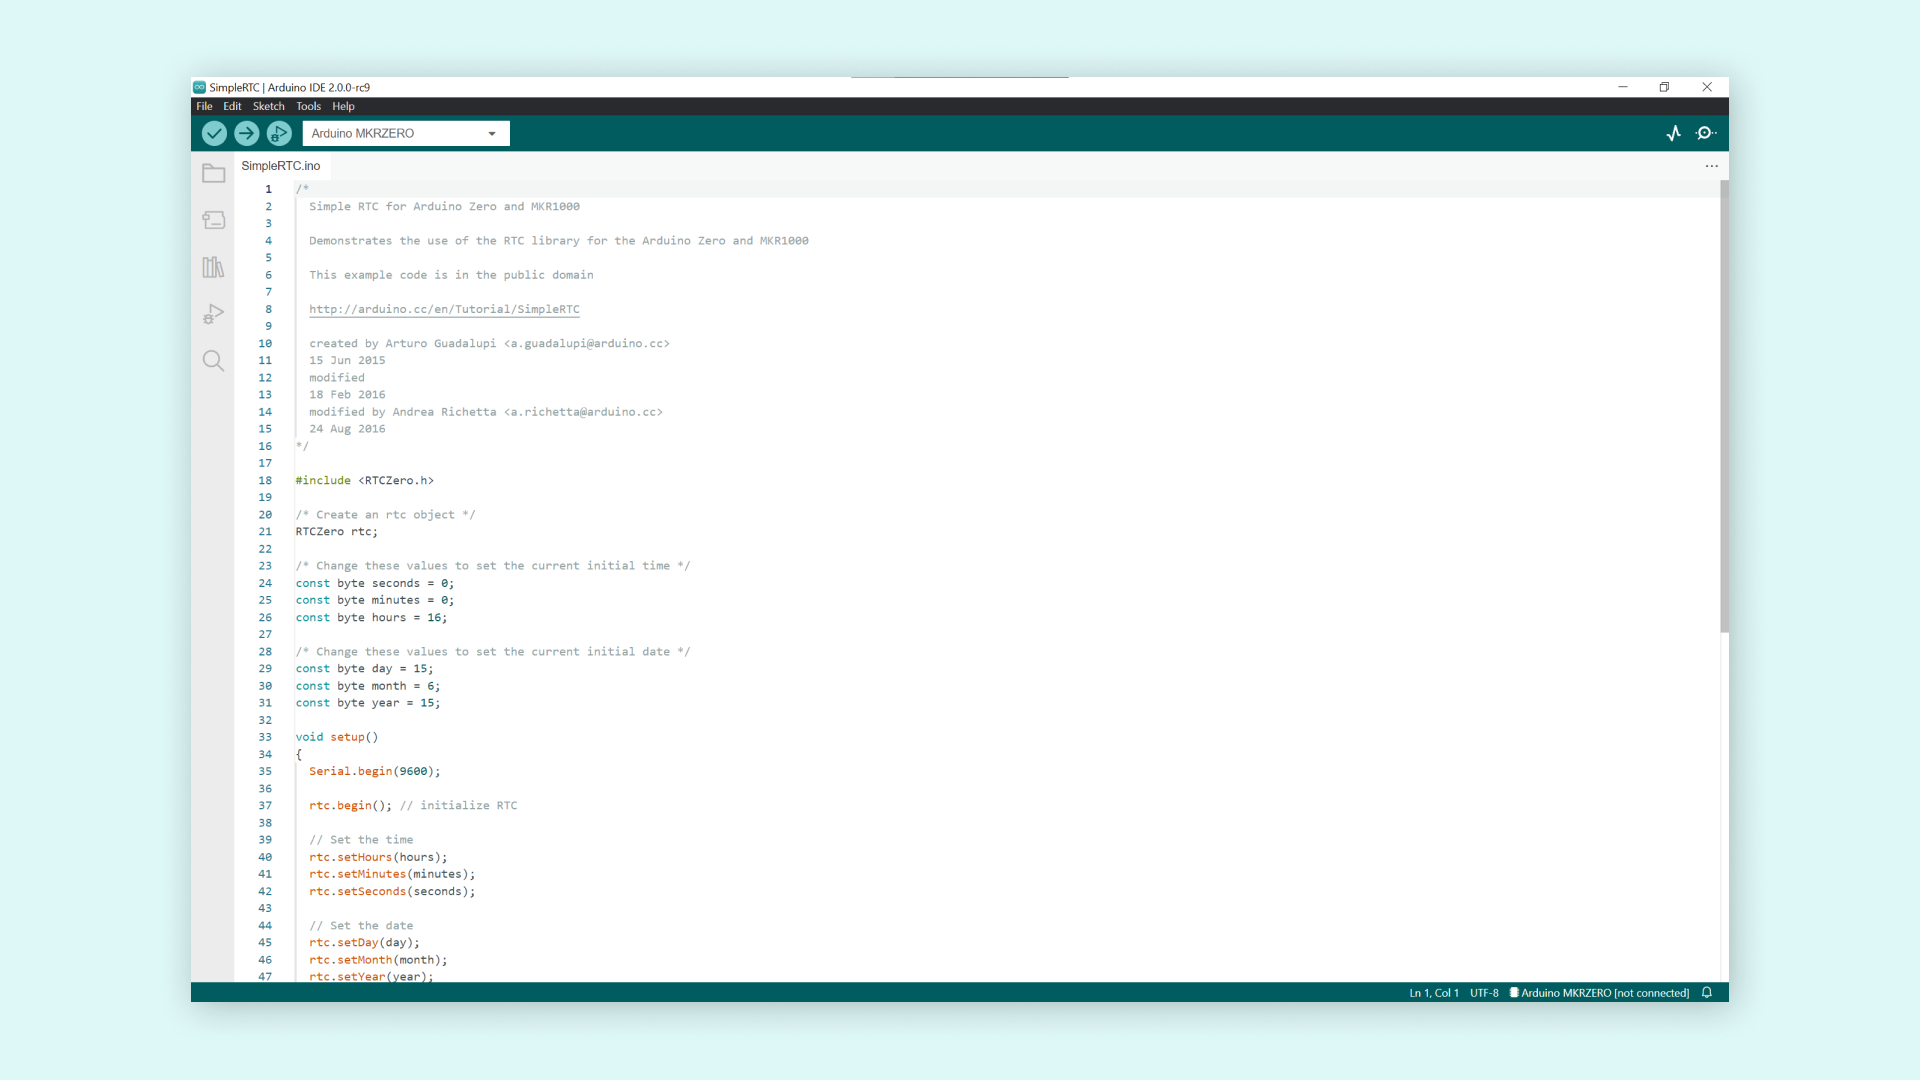 SimpleRTC | Arduino IDE 2.0.0-rc9
File Edit Sketch Tools Help
Arduino MKRZERO
SimpleRTC.ino
1 /*
2 Simple RTC for Arduino Zero and MKR1000
3
4 Demonstrates the use of the RTC library for the Arduino Zero and MKR1000
5
6 This example code is in the public domain
7
8 http://arduino.cc/en/Tutorial/SimpleRTC
9
10 created by Arturo Guadalupi <a.guadalupi@arduino.cc>
11 15 Jun 2015
12 modified
13 18 Feb 2016
14 modified by Andrea Richetta <a.richetta@arduino.cc>
15 24 Aug 2016
16 */
17
18 #include <RTCZero.h>
19
20 /* Create an rtc object */
21 RTCZero rtc;
22
23 /* Change these values to set the current initial time */
24 const byte seconds = 0;
25 const byte minutes = 0;
26 const byte hours = 16;
27
28 /* Change these values to set the current initial date */
29 const byte day = 15;
30 const byte month = 6;
31 const byte year = 15;
32
33 void setup()
34 {
35 Serial.begin(9600);
36
37 rtc.begin(); // initialize RTC
38
39 // Set the time
40 rtc.setHours(hours);
41 rtc.setMinutes(minutes);
42 rtc.setSeconds(seconds);
43
44 // Set the date
45 rtc.setDay(day);
46 rtc.setMonth(month);
47 rtc.setYear(year);
Ln 1, Col 1 UTF-8 Arduino MKRZERO [not connected]